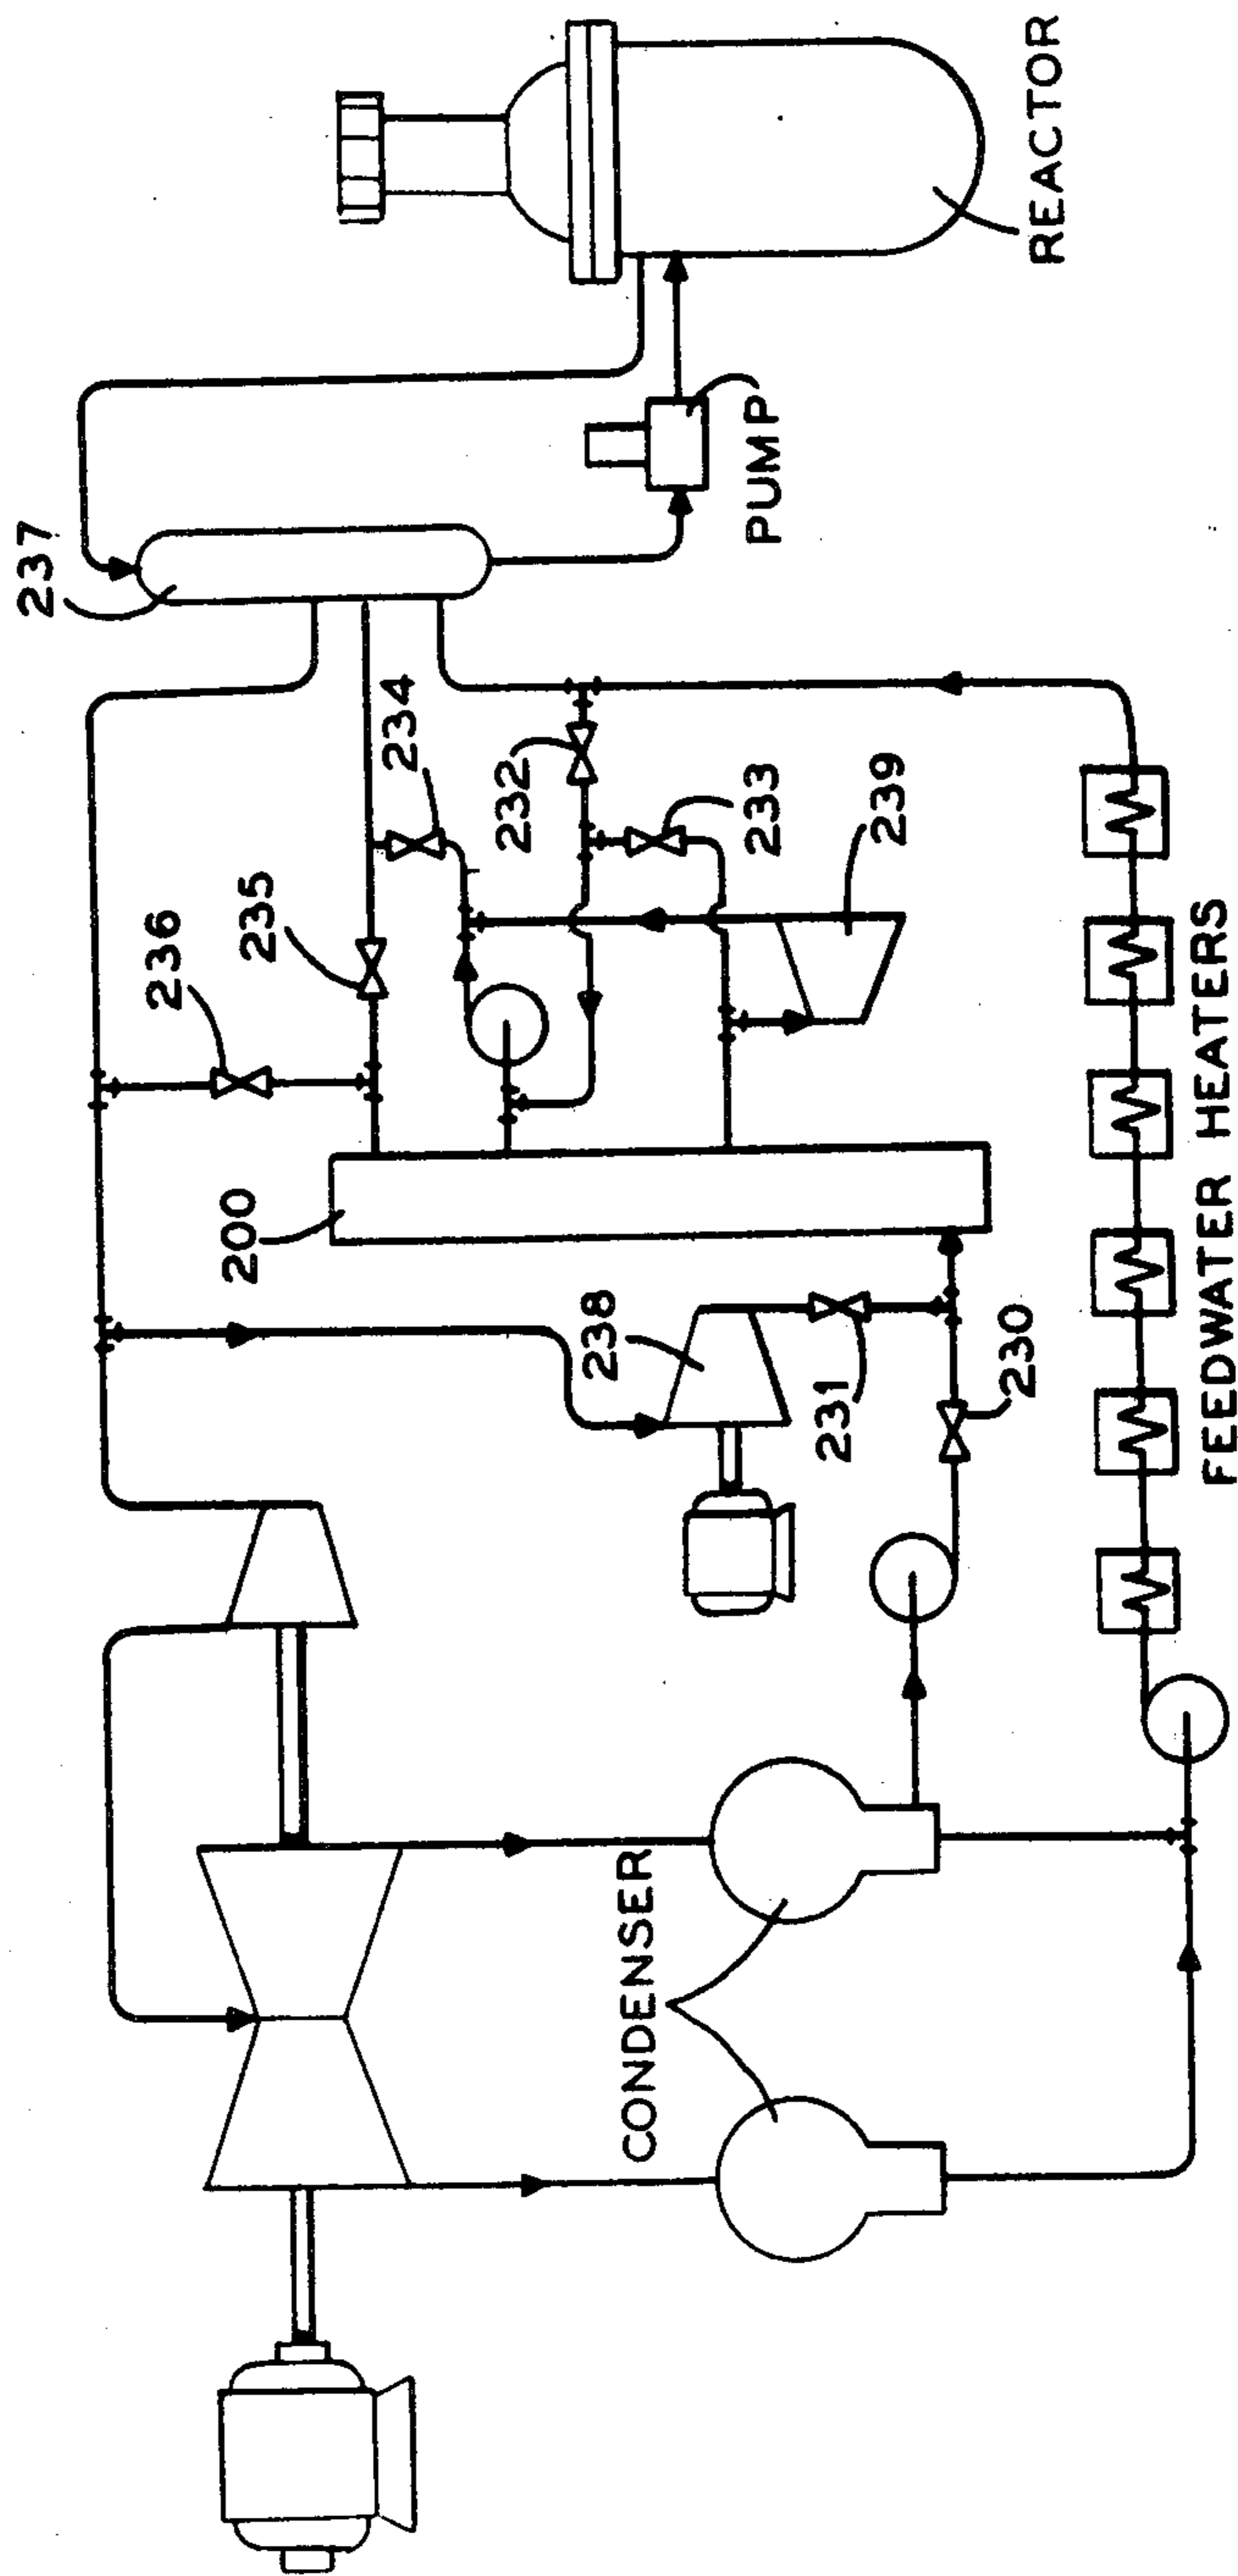 237
236
235
234
232
233
239
200
238
231
230
PUMP
REACTOR
CONDENSER
FEEDWATER HEATERS